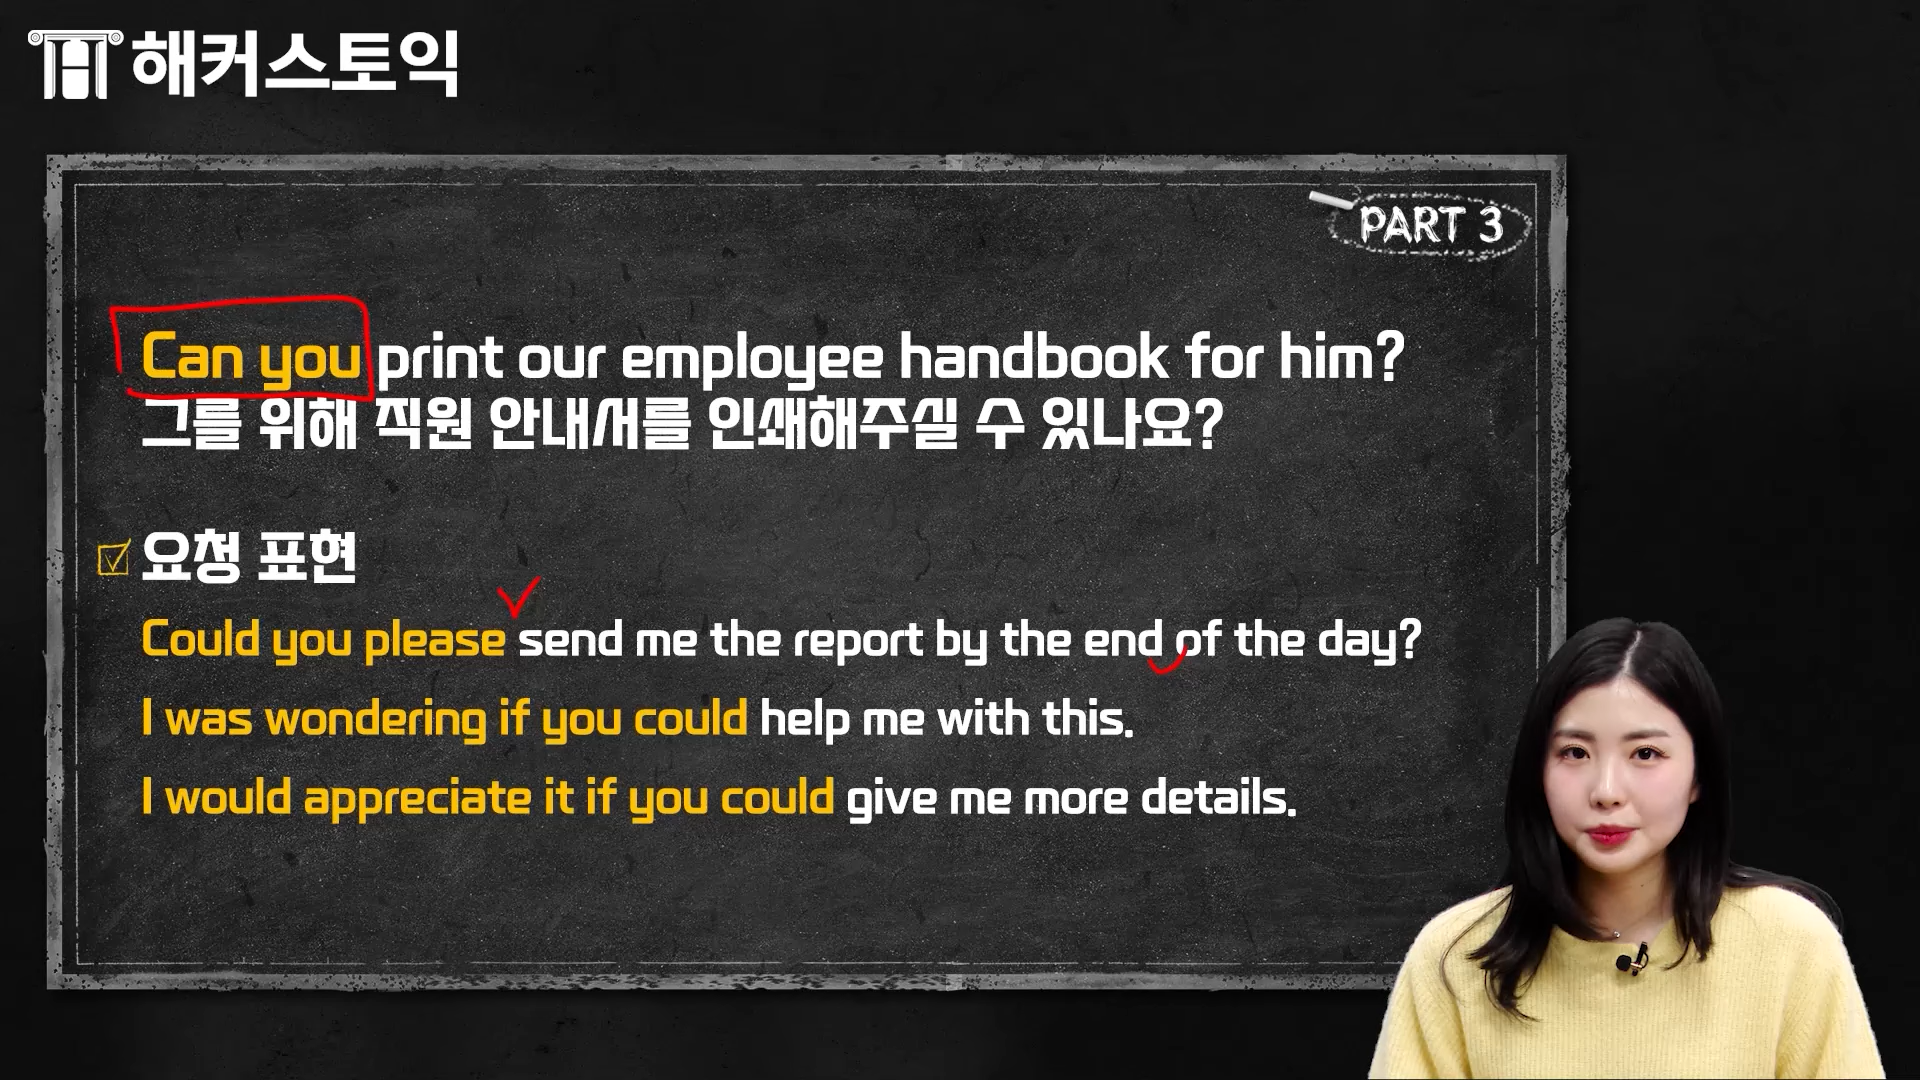 해커스토익
PART 3
Can you print our employee handbook for him?
그를 위해 직원 안내서를 인쇄해주실 수 있나요?
요청 표현
Could you please send me the report by the end of the day?
I was wondering if you could help me with this.
I would appreciate it if you could give me more details.